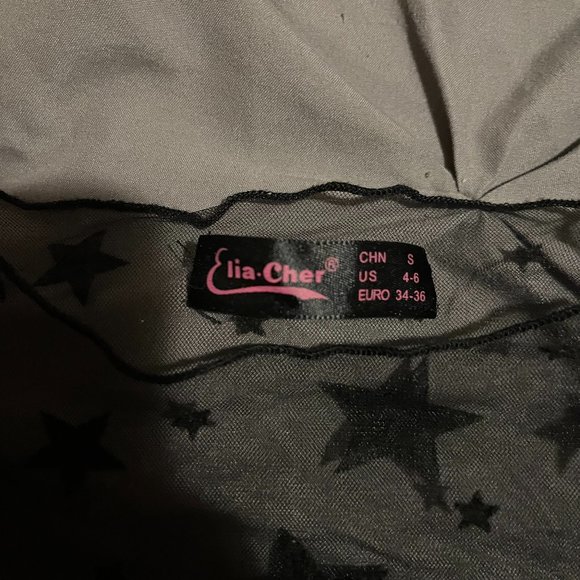 Elia-Cher®
CHN S
US 4-6
EURO 34-36